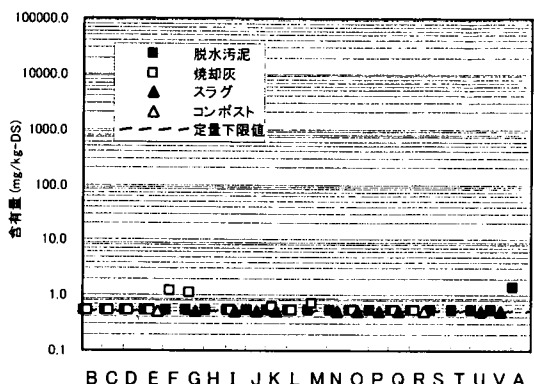 100000.0
10000.0
1000.0
100.0
10.0
1.0
0.1
含有量 (mg/kg-DS)
脱水汚泥
焼却灰
スラグ
コンポスト
定量下限値
B C D E F G H I J K L M N O P Q R S T U V A